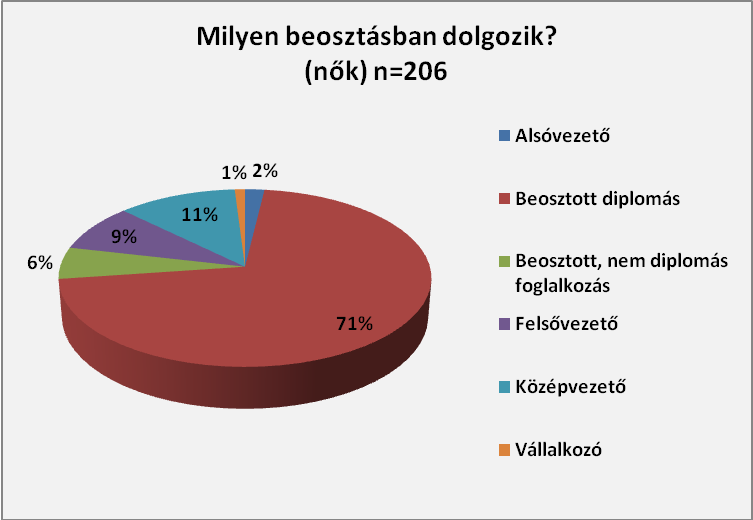 Milyen beosztásban dolgozik?
(nők) n=206
1%
2%
11%
9%
6%
71%
Alsóvezető
Beosztott diplomás
Beosztott, nem diplomás
foglalkozás
Felsővezető
Középvezető
Vállalkozó